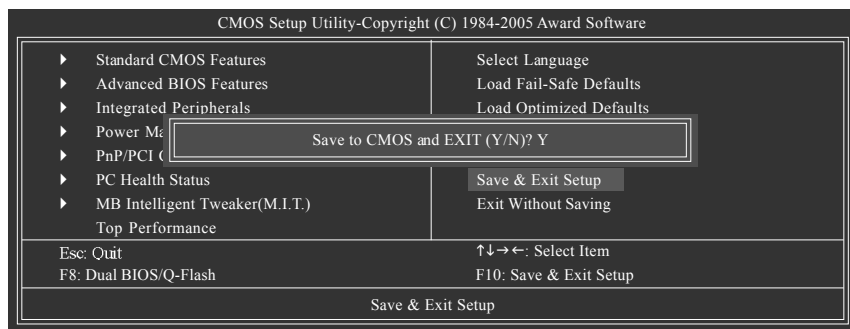 CMOS Setup Utility-Copyright (C) 1984-2005 Award Software
Standard CMOS Features
Advanced BIOS Features
Integrated Peripherals
Power Ma
PnP/PCI C
PC Health Status
MB Intelligent Tweaker(M.I.T.)
Top Performance
Select Language
Load Fail-Safe Defaults
Load Optimized Defaults
Save & Exit Setup
Exit Without Saving
Save to CMOS and EXIT (Y/N)? Y
Esc: Quit
F8: Dual BIOS/Q-Flash
↑↓→←: Select Item
F10: Save & Exit Setup
Save & Exit Setup